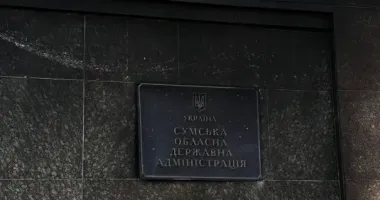 УКРАЇНА
СУМСЬКА
ОБЛАСНА
ДЕРЖАВНА
АДМІНІСТРАЦІЯ